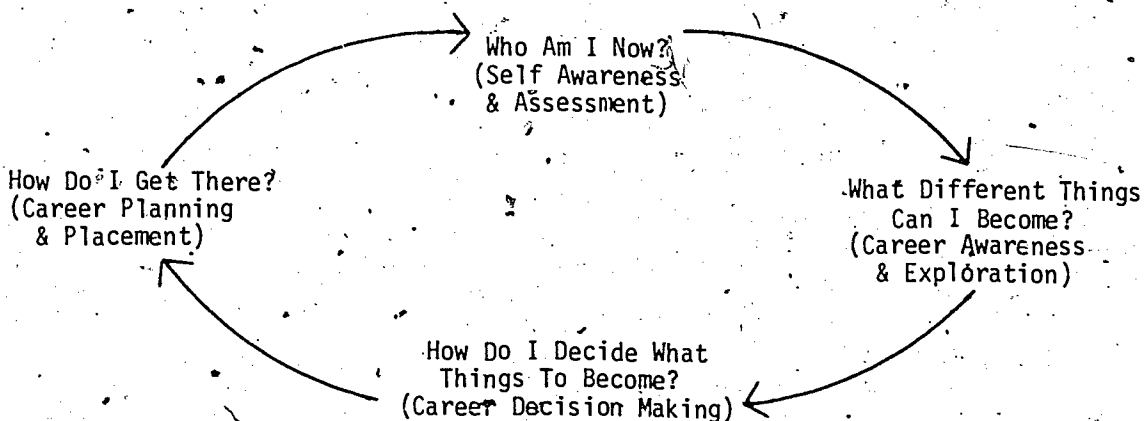 Who Am I Now?
(Self Awareness
& Assessment)
How Do I Get There?
(Career Planning
& Placement)
What Different Things
Can I Become?
(Career Awareness
& Exploration)
How Do I Decide What
Things To Become?
(Career Decision Making)